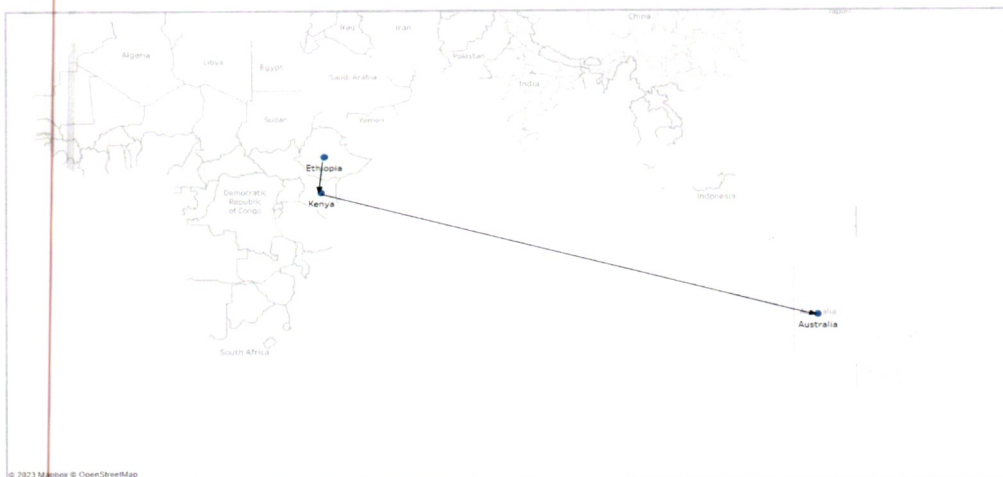 China
Japan
Iraq
Iran
Algeria
Libya
Egypt
Pakistan
Saudi Arabia
India
Sudan
Yemen
Ethiopia
Democratic
Republic
of Congo
Kenya
Indonesia
Australia
South Africa
© 2023 Mapbox © OpenStreetMap